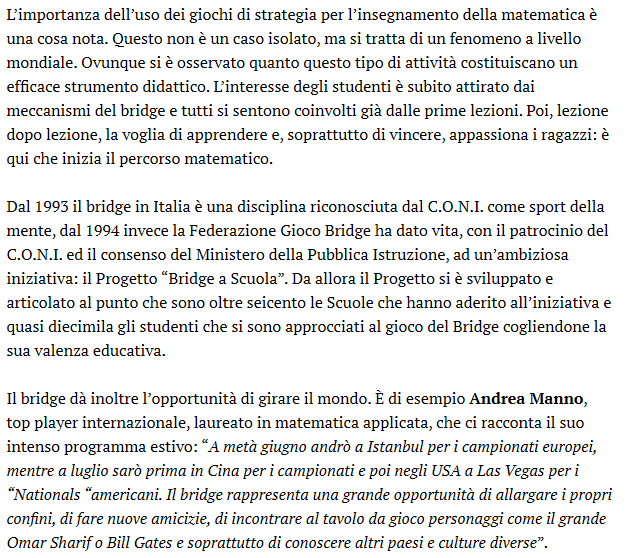 L’importanza dell’uso dei giochi di strategia per l’insegnamento della matematica è
una cosa nota. Questo non è un caso isolato, ma si tratta di un fenomeno a livello
mondiale. Ovunque si è osservato quanto questo tipo di attività costituiscano un
efficace strumento didattico. L’interesse degli studenti è subito attirato dai
meccanismi del bridge e tutti si sentono coinvolti già dalle prime lezioni. Poi, lezione
dopo lezione, la voglia di apprendere e, soprattutto di vincere, appassiona i ragazzi: è
qui che inizia il percorso matematico.

Dal 1993 il bridge in Italia è una disciplina riconosciuta dal C.O.N.I. come sport della
mente, dal 1994 invece la Federazione Gioco Bridge ha dato vita, con il patrocinio del
C.O.N.I. ed il consenso del Ministero della Pubblica Istruzione, ad un’ambiziosa
iniziativa: il Progetto “Bridge a Scuola”. Da allora il Progetto si è sviluppato e
articolato al punto che sono oltre seicento le Scuole che hanno aderito all’iniziativa e
quasi diecimila gli studenti che si sono approcciati al gioco del Bridge cogliendone la
sua valenza educativa.

Il bridge dà inoltre l’opportunità di girare il mondo. È di esempio Andrea Manno,
top player internazionale, laureato in matematica applicata, che ci racconta il suo
intenso programma estivo: “A metà giugno andrò a Istanbul per i campionati europei,
mentre a luglio sarò prima in Cina per i campionati e poi negli USA a Las Vegas per i
“Nationals “americani. Il bridge rappresenta una grande opportunità di allargare i propri
confini, di fare nuove amicizie, di incontrare al tavolo da gioco personaggi come il grande
Omar Sharif o Bill Gates e soprattutto di conoscere altri paesi e culture diverse”.